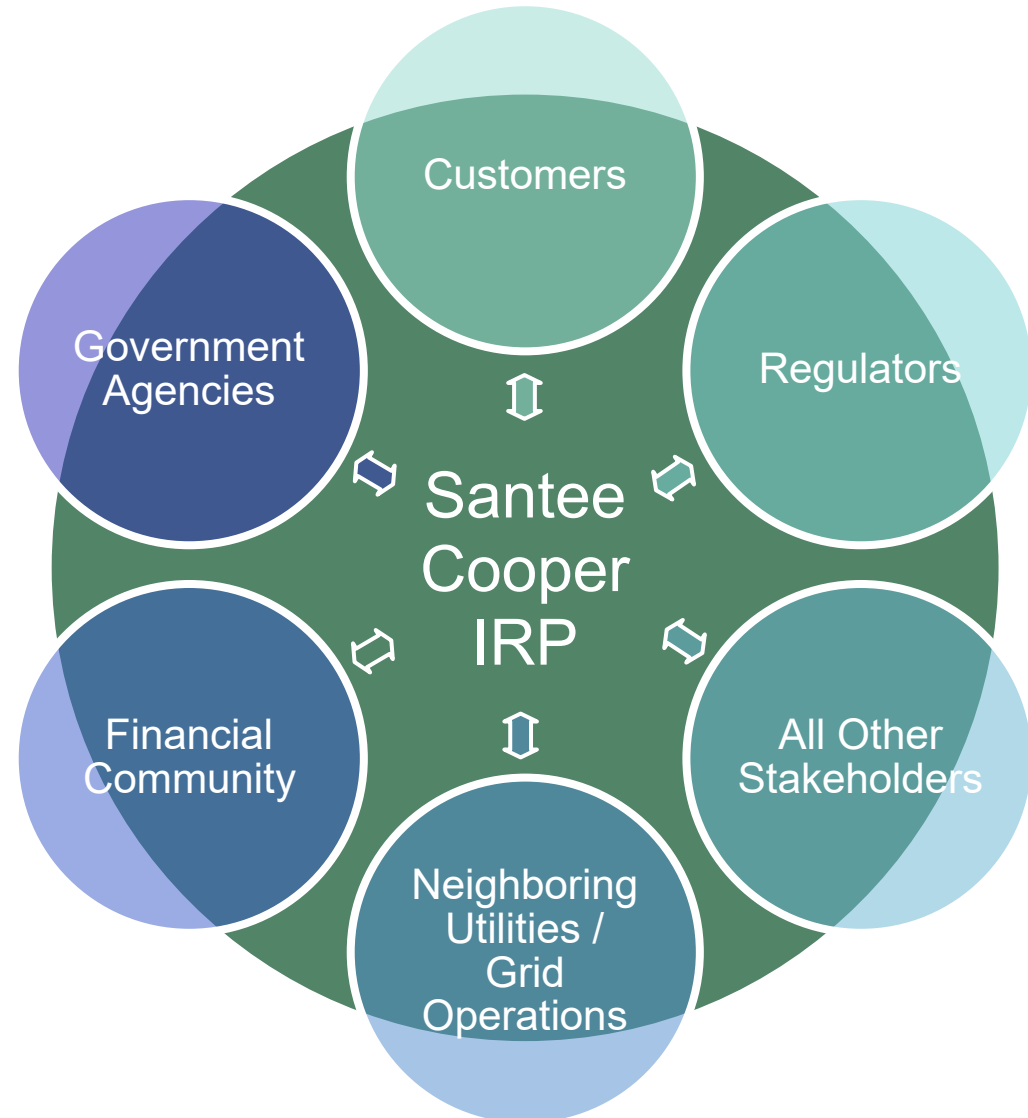 Customers
Government
Agencies
Regulators
Santee
Cooper
IRP
Financial
Community
All Other
Stakeholders
Neighboring
Utilities /
Grid
Operations